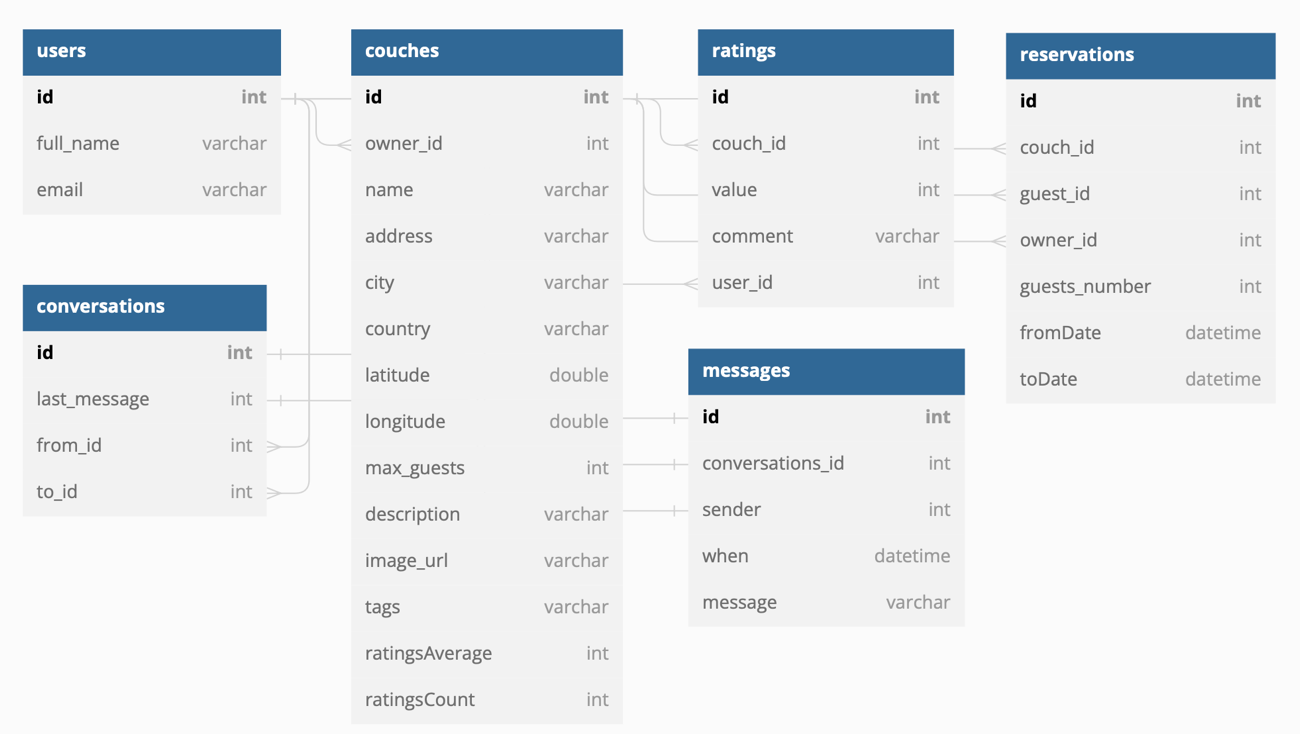 users
id int
full_name varchar
email varchar
conversations
id int
last_message int
from_id int
to_id int
couches
id int
owner_id int
name varchar
address varchar
city varchar
country varchar
latitude double
longitude double
max_guests int
description varchar
image_url varchar
tags varchar
ratingsAverage int
ratingsCount int
ratings
id int
couch_id int
value int
comment varchar
user_id int
messages
id int
conversations_id int
sender int
when datetime
message varchar
reservations
id int
couch_id int
guest_id int
owner_id int
guests_number int
fromDate datetime
toDate datetime